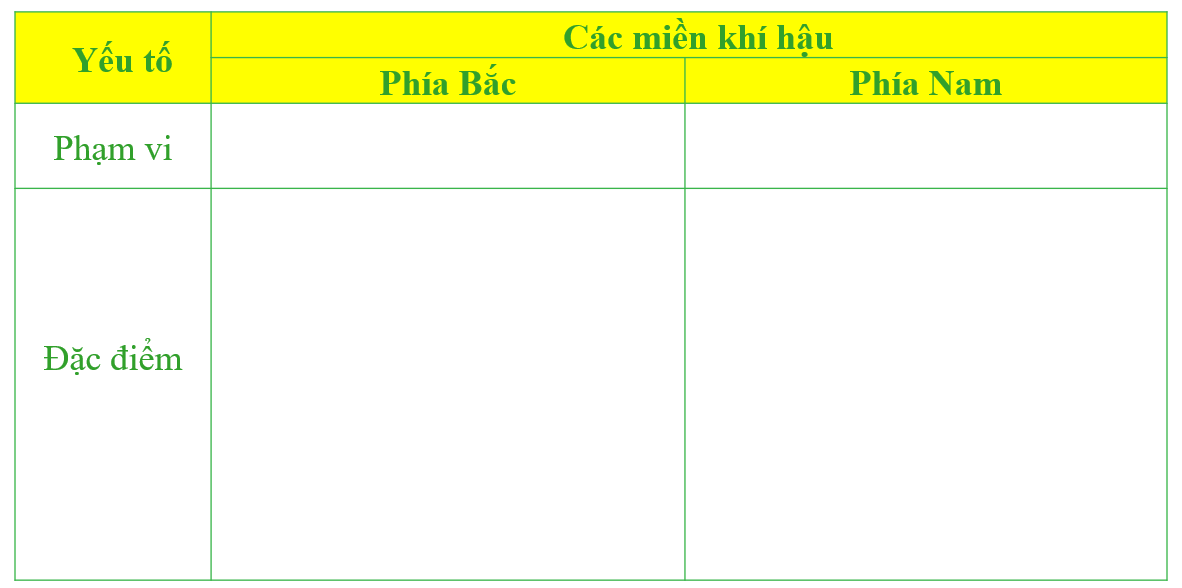 Yếu tố
Các miền khí hậu
Phía Bắc
Phía Nam
Phạm vi
Đặc điểm